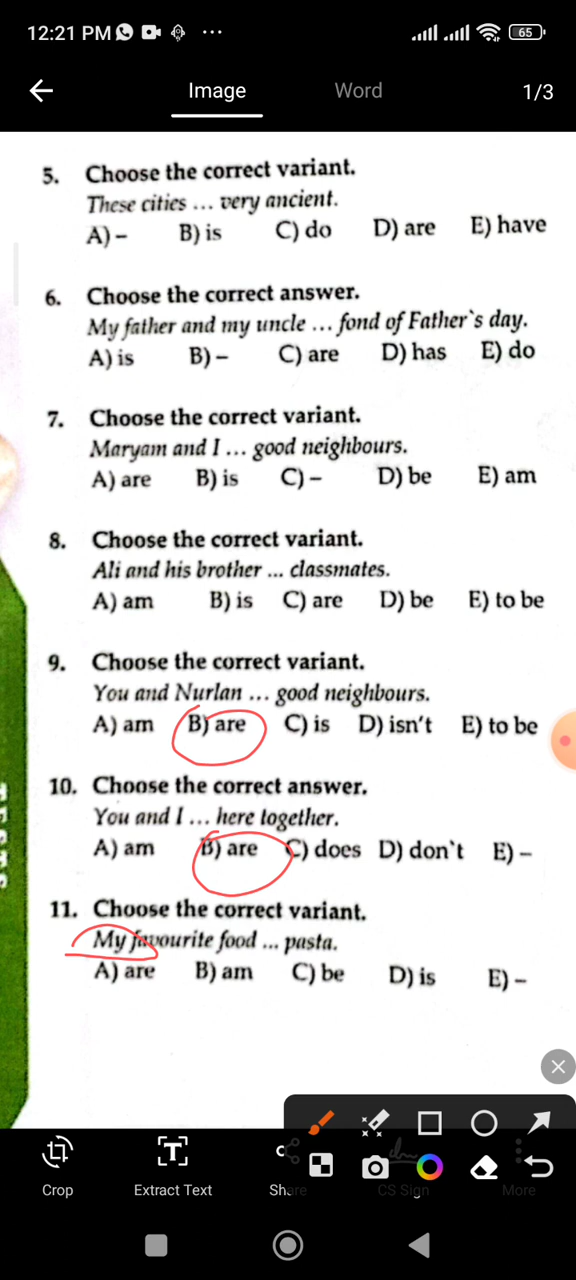 12:21 PM
65
Image Word 1/3
5. Choose the correct variant.
These cities ... very ancient.
A) – B) is C) do D) are E) have
6. Choose the correct answer.
My father and my uncle ... fond of Father`s day.
A) is B) – C) are D) has E) do
7. Choose the correct variant.
Maryam and I ... good neighbours.
A) are B) is C) – D) be E) am
8. Choose the correct variant.
Ali and his brother ... classmates.
A) am B) is C) are D) be E) to be
9. Choose the correct variant.
You and Nurlan ... good neighbours.
A) am B) are C) is D) isn't E) to be
10. Choose the correct answer.
You and I ... here together.
A) am B) are C) does D) don`t E) –
11. Choose the correct variant.
My favourite food ... pasta.
A) are B) am C) be D) is E) –
Crop Extract Text Share CS Sign More